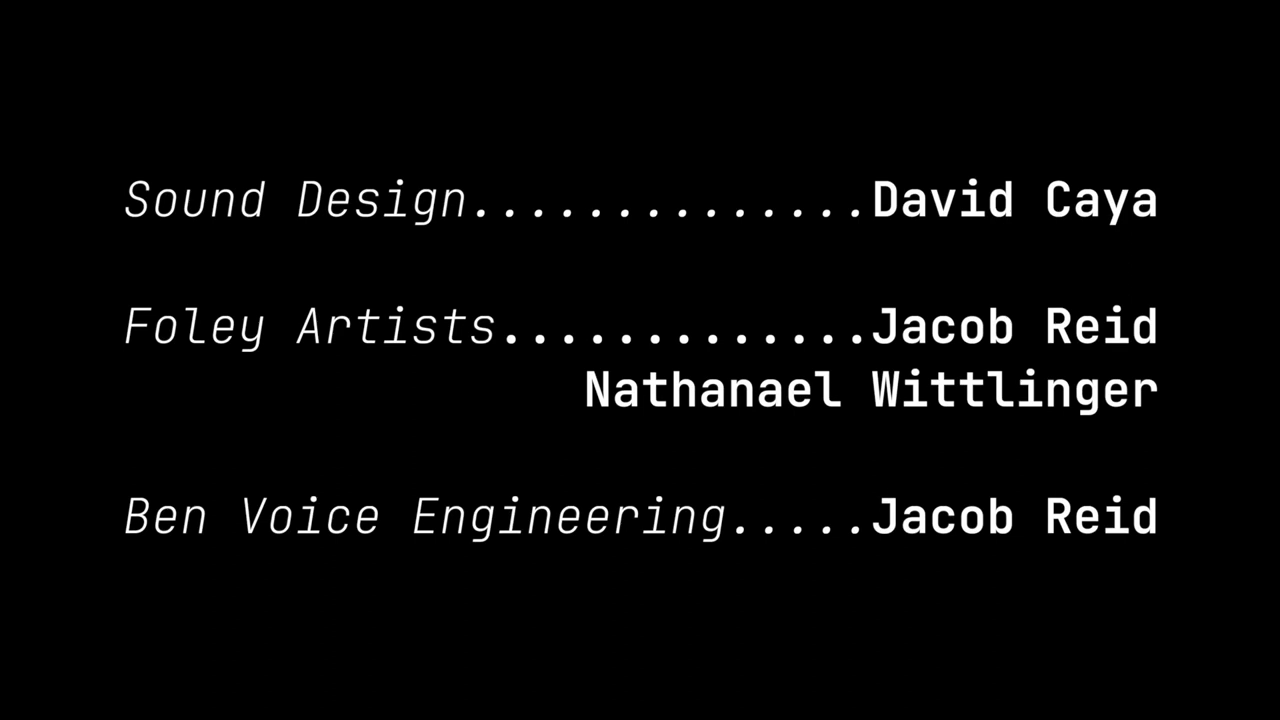 Sound Design..............David Caya
Foley Artists.............Jacob Reid
Nathanael Wittlinger
Ben Voice Engineering.....Jacob Reid